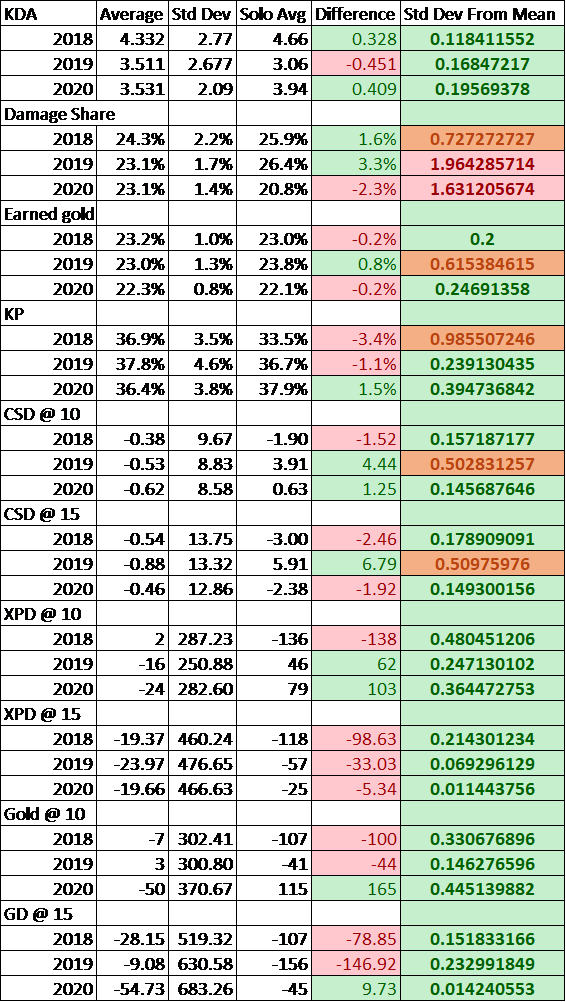 KDA Average Std Dev Solo Avg Difference Std Dev From Mean
2018 4.332 2.77 4.66 0.328 0.118411552
2019 3.511 2.677 3.06 -0.451 0.16847217
2020 3.531 2.09 3.94 0.409 0.19569378
Damage Share
2018 24.3% 2.2% 25.9% 1.6% 0.727272727
2019 23.1% 1.7% 26.4% 3.3% 1.964285714
2020 23.1% 1.4% 20.8% -2.3% 1.631205674
Earned gold
2018 23.2% 1.0% 23.0% -0.2% 0.2
2019 23.0% 1.3% 23.8% 0.8% 0.615384615
2020 22.3% 0.8% 22.1% -0.2% 0.24691358
KP
2018 36.9% 3.5% 33.5% -3.4% 0.985507246
2019 37.8% 4.6% 36.7% -1.1% 0.239130435
2020 36.4% 3.8% 37.9% 1.5% 0.394736842
CSD @ 10
2018 -0.38 9.67 -1.90 -1.52 0.157187177
2019 -0.53 8.83 3.91 4.44 0.502831257
2020 -0.62 8.58 0.63 1.25 0.145687646
CSD @ 15
2018 -0.54 13.75 -3.00 -2.46 0.178909091
2019 -0.88 13.32 5.91 6.79 0.50975976
2020 -0.46 12.86 -2.38 -1.92 0.149300156
XPD @ 10
2018 2 287.23 -136 -138 0.480451206
2019 -16 250.88 46 62 0.247130102
2020 -24 282.60 79 103 0.364472753
XPD @ 15
2018 -19.37 460.24 -118 -98.63 0.214301234
2019 -23.97 476.65 -57 -33.03 0.069296129
2020 -19.66 466.63 -25 -5.34 0.011443756
Gold @ 10
2018 -7 302.41 -107 -100 0.330676896
2019 3 300.80 -41 -44 0.146276596
2020 -50 370.67 115 165 0.445139882
GD @ 15
2018 -28.15 519.32 -107 -78.85 0.151833166
2019 -9.08 630.58 -156 -146.92 0.232991849
2020 -54.73 683.26 -45 9.73 0.014240553